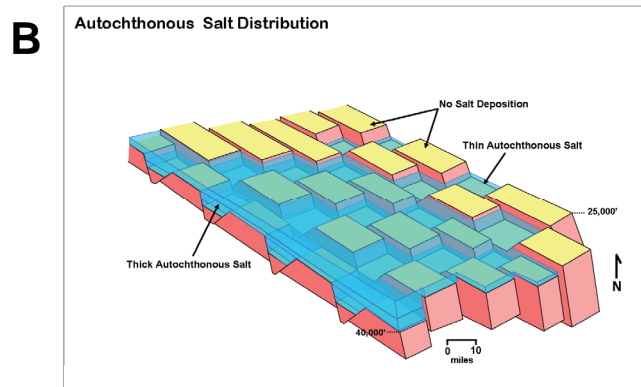 B
Autochthonous Salt Distribution
No Salt Deposition
Thin Autochthonous Salt
25,000'
Thick Autochthonous Salt
N
40,000'
0 10
miles